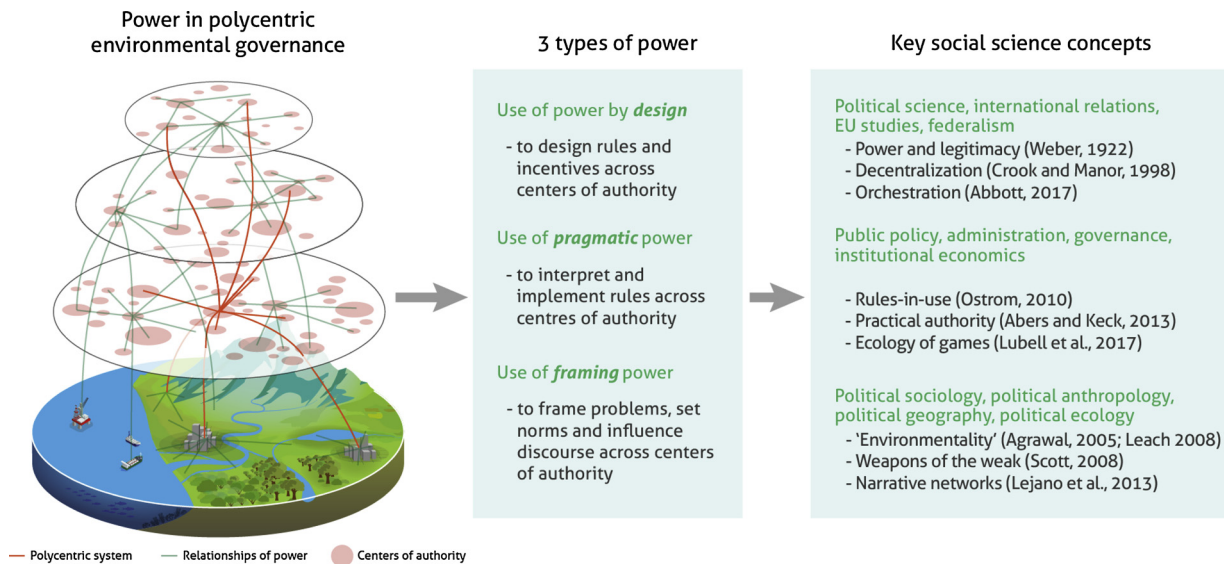 Power in polycentric
environmental governance
3 types of power
Key social science concepts
Use of power by design
- to design rules and
incentives across
centers of authority
Use of pragmatic power
- to interpret and
implement rules across
centres of authority
Use of framing power
- to frame problems, set
norms and influence
discourse across centers
of authority
Political science, international relations,
EU studies, federalism
- Power and legitimacy (Weber, 1922)
- Decentralization (Crook and Manor, 1998)
- Orchestration (Abbott, 2017)
Public policy, administration, governance,
institutional economics
- Rules-in-use (Ostrom, 2010)
- Practical authority (Abers and Keck, 2013)
- Ecology of games (Lubell et al., 2017)
Political sociology, political anthropology,
political geography, political ecology
- ‘Environmentality’ (Agrawal, 2005; Leach 2008)
- Weapons of the weak (Scott, 2008)
- Narrative networks (Lejano et al., 2013)
Polycentric system
Relationships of power
Centers of authority